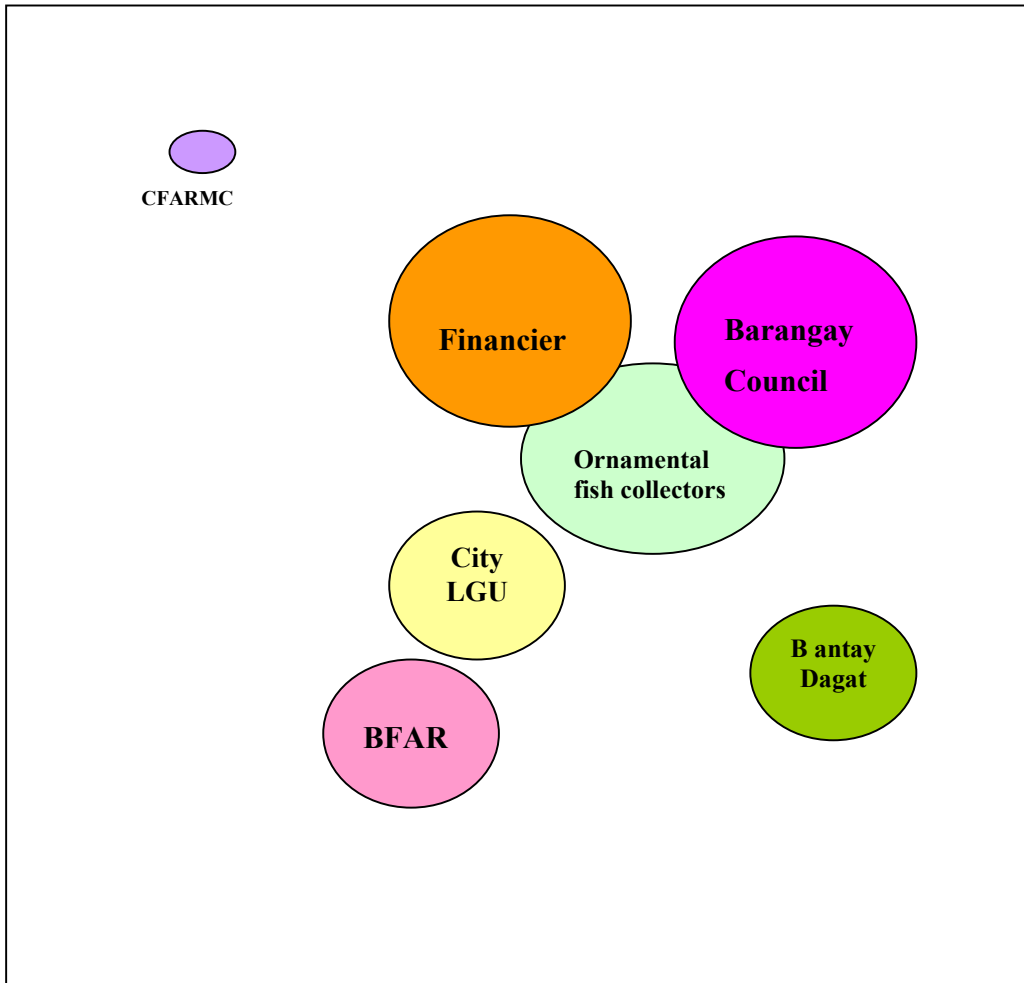 CFARMC
Financier
Barangay
Council
Ornamental
fish collectors
City
LGU
B antay
Dagat
BFAR